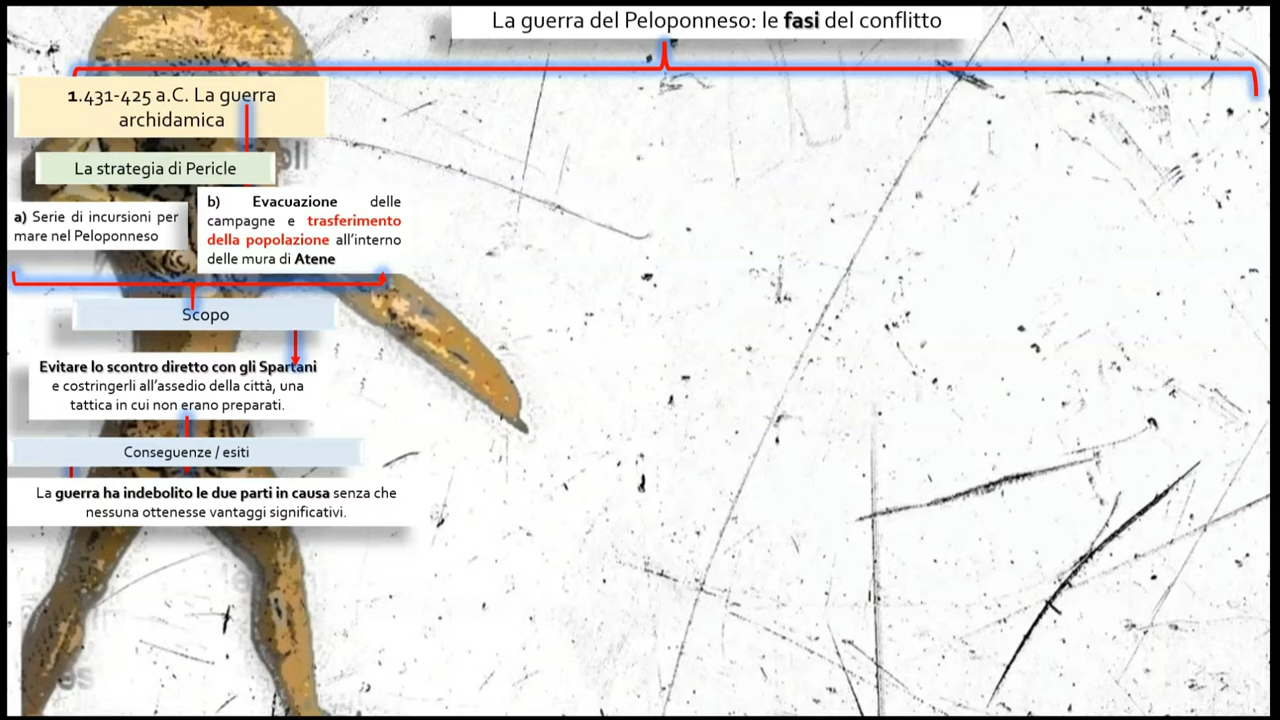 La guerra del Peloponneso: le fasi del conflitto
1.431-425 a.C. La guerra
archidamica
La strategia di Pericle
a) Serie di incursioni per
mare nel Peloponneso
b) Evacuazione delle
campagne e trasferimento
della popolazione all'interno
delle mura di Atene
Scopo
Evitare lo scontro diretto con gli Spartani
e costringerli all'assedio della città, una
tattica in cui non erano preparati.
Conseguenze / esiti
La guerra ha indebolito le due parti in causa senza che
nessuna ottenesse vantaggi significativi.